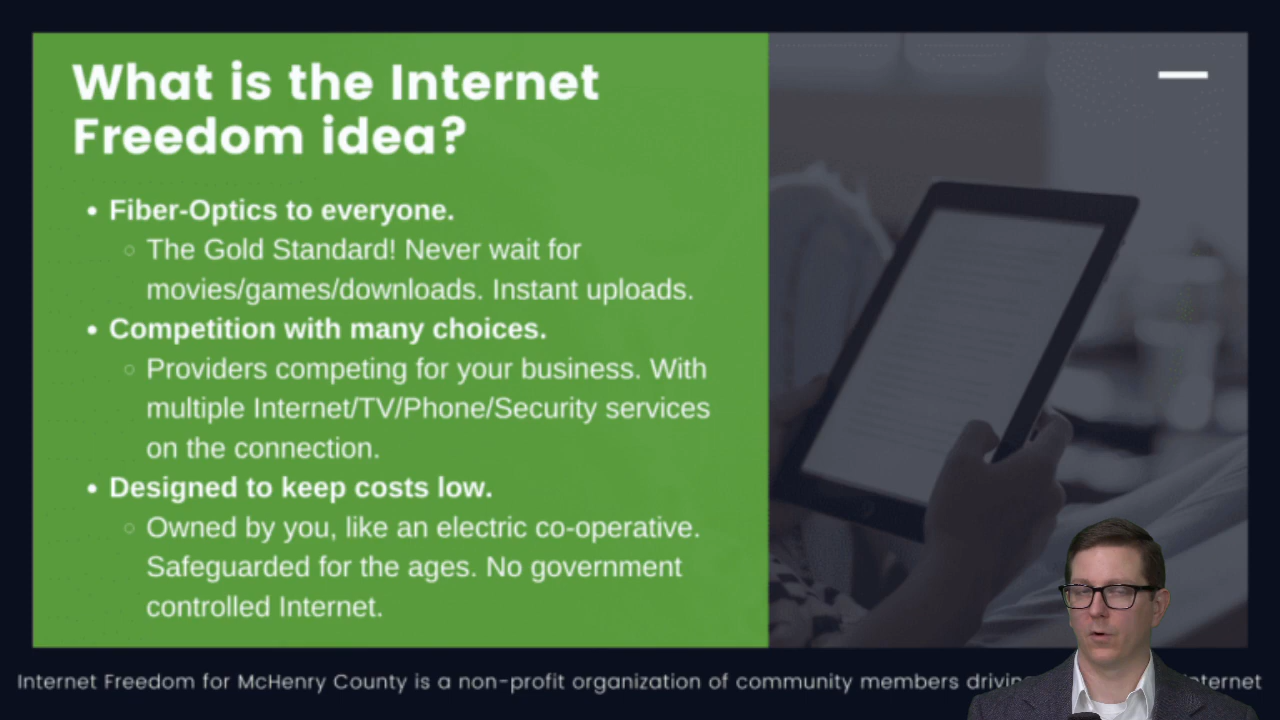 What is the Internet
Freedom idea?
• Fiber-Optics to everyone.
○ The Gold Standard! Never wait for
movies/games/downloads. Instant uploads.
• Competition with many choices.
○ Providers competing for your business. With
multiple Internet/TV/Phone/Security services
on the connection.
• Designed to keep costs low.
○ Owned by you, like an electric co-operative.
Safeguarded for the ages. No government
controlled Internet.
Internet Freedom for McHenry County is a non-profit organization of community members